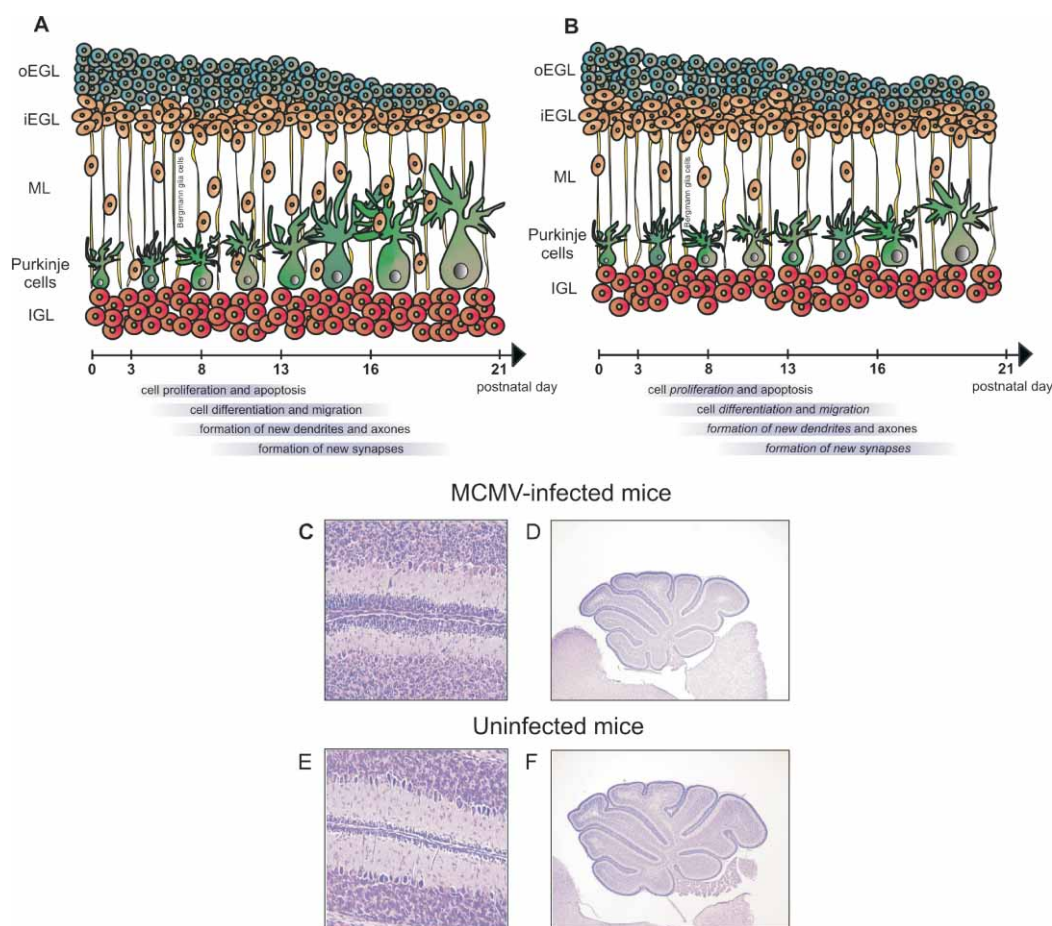 A
oEGL
iEGL
ML
Purkinje
cells
IGL
Bergmann glia cells
0 3 8 13 16 21
postnatal day
cell proliferation and apoptosis
cell differentiation and migration
formation of new dendrites and axones
formation of new synapses
B
oEGL
iEGL
ML
Purkinje
cells
IGL
Bergmann glia cells
0 3 8 13 16 21
postnatal day
cell proliferation and apoptosis
cell differentiation and migration
formation of new dendrites and axones
formation of new synapses
MCMV-infected mice
C
D
Uninfected mice
E
F